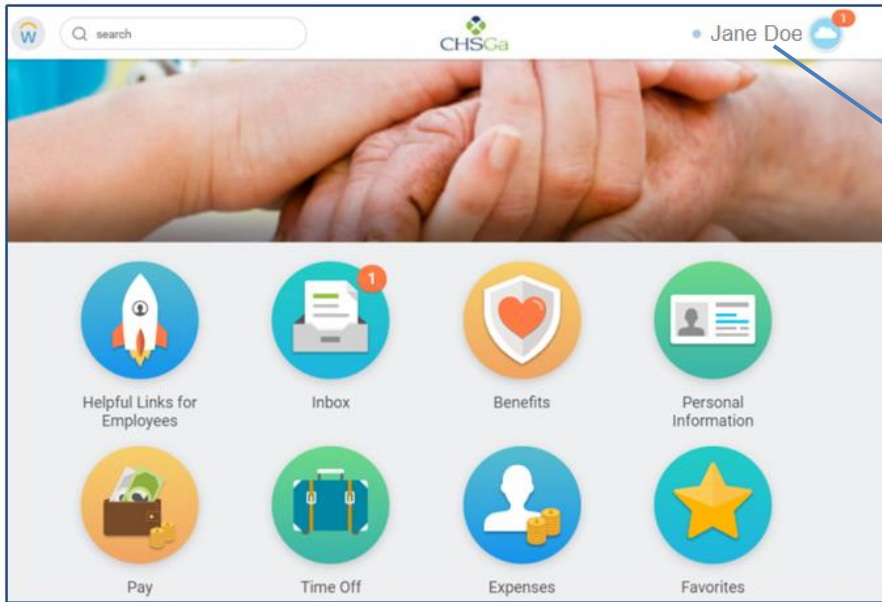 W
search
CHSGa
Jane Doe
1
1
Helpful Links for
Employees
Inbox
Benefits
Personal
Information
Pay
Time Off
Expenses
Favorites